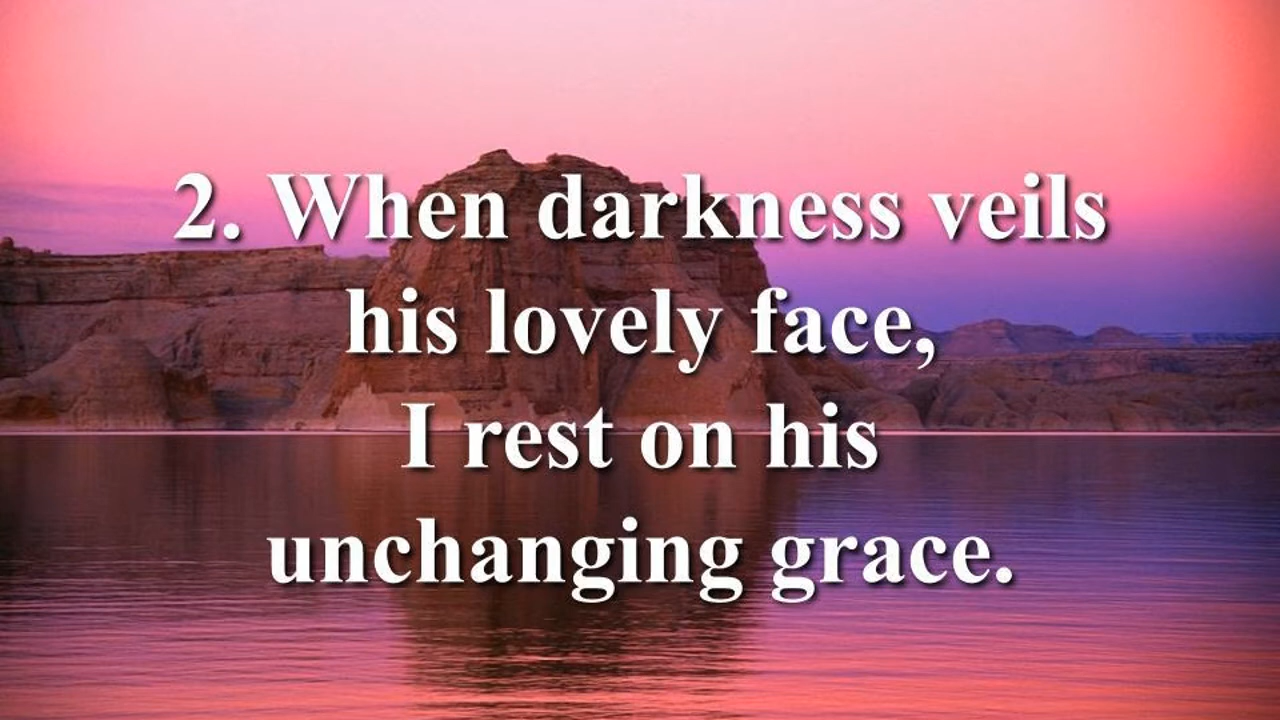 2. When darkness veils
his lovely face,
I rest on his
unchanging grace.